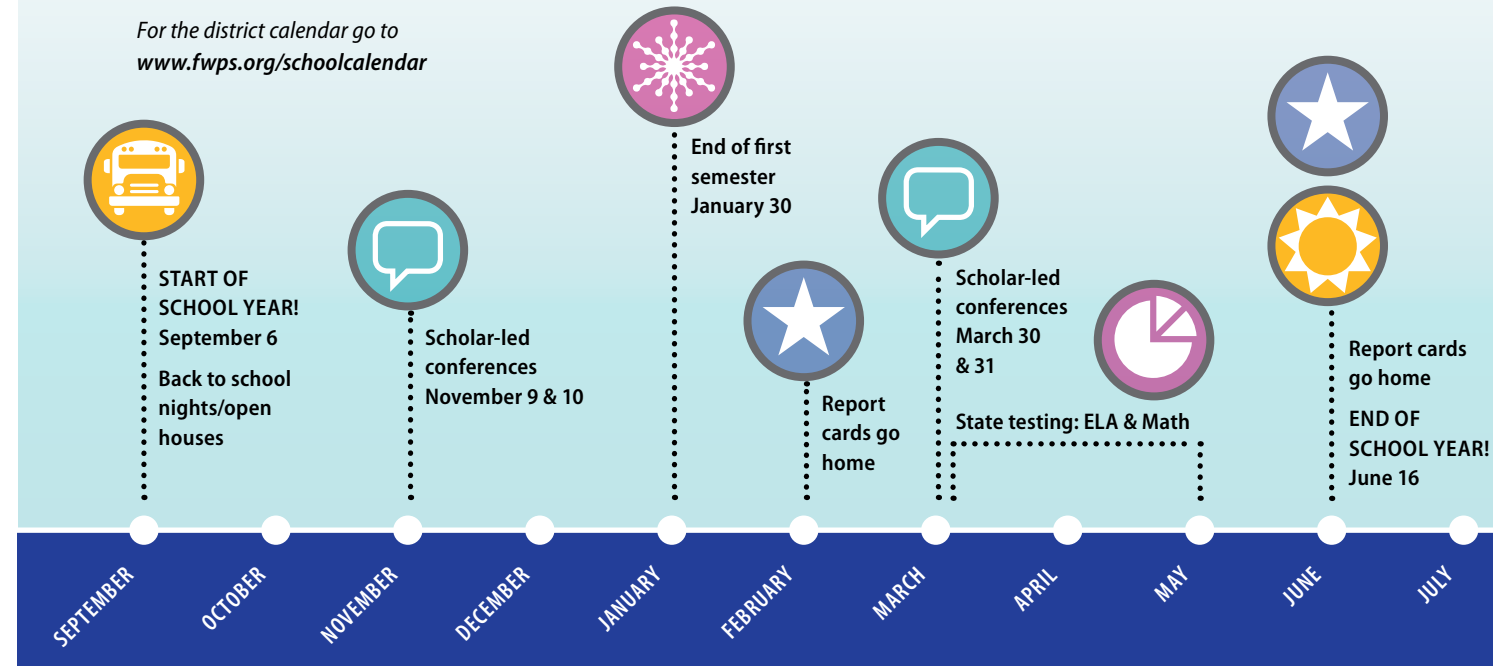 For the district calendar go to
www.fwps.org/schoolcalendar
START OF
SCHOOL YEAR!
September 6
Back to school
nights/open
houses
Scholar-led
conferences
November 9 & 10
End of first
semester
January 30
Report
cards go
home
Scholar-led
conferences
March 30
& 31
State testing: ELA & Math
Report cards
go home
END OF
SCHOOL YEAR!
June 16
SEPTEMBER
OCTOBER
NOVEMBER
DECEMBER
JANUARY
FEBRUARY
MARCH
APRIL
MAY
JUNE
JULY